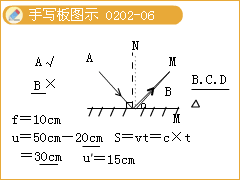 手写板图示 0202-06
N
A√ A M
B× B B.C.D
△
M
f=10cm
u=50cm-20cm S=vt=c×t
=30cm u'=15cm